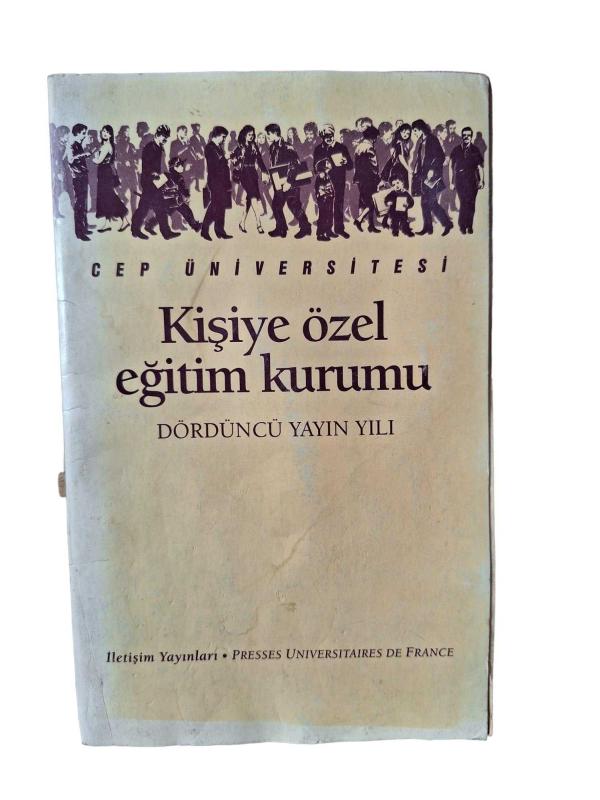 CEP ÜNİVERSİTESİ
Kişiye özel
eğitim kurumu
DÖRDÜNCÜ YAYIN YILI
İletişim Yayınları • PRESSES UNIVERSITAIRES DE FRANCE